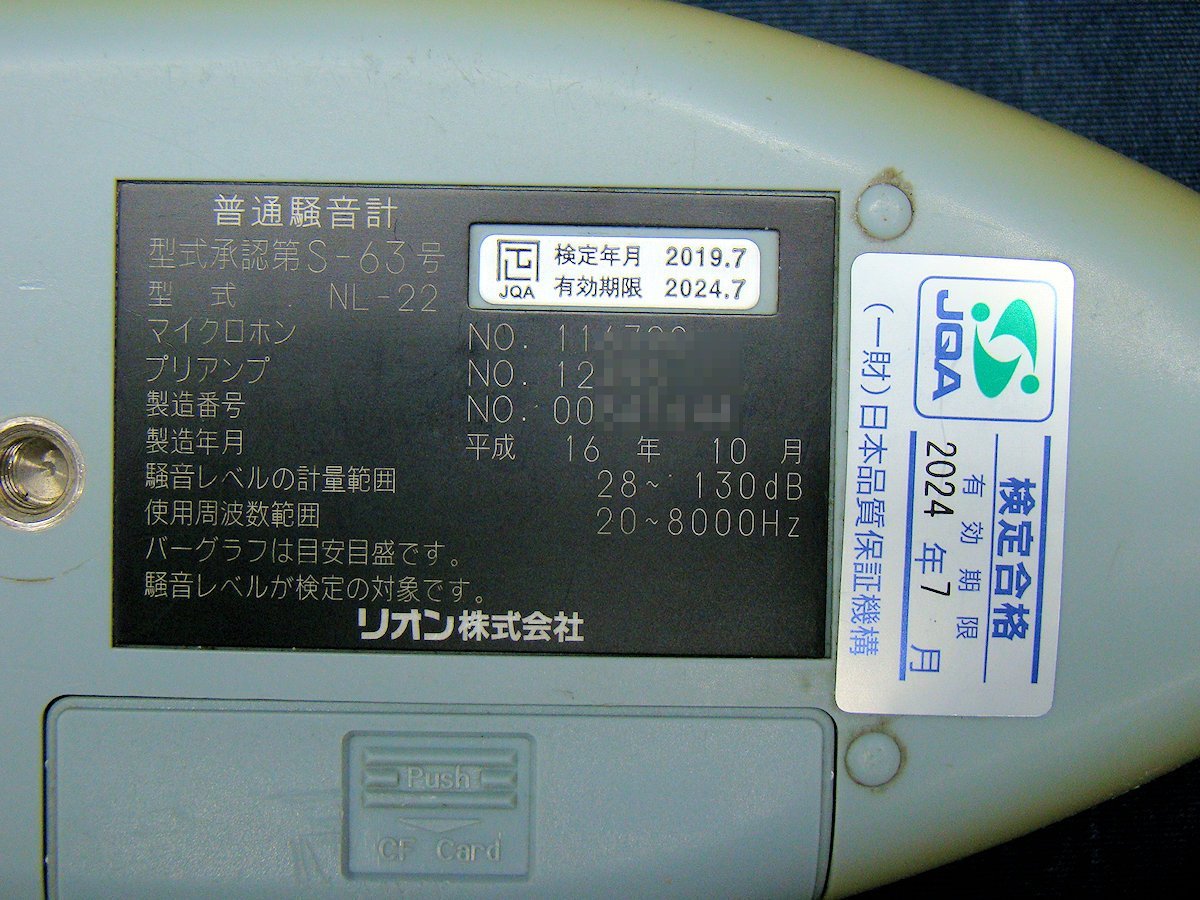 普通騒音計
型式承認第S-63号
型 式 NL-22
JQA
検定年月 2019.7
有効期限 2024.7
マイクロホン NO. 11
プリアンプ NO. 12
製造番号 NO. 00
製造年月 平成 16 年 10 月
騒音レベルの計量範囲 28~ 130dB
使用周波数範囲 20~8000Hz
バーグラフは目安目盛です。
騒音レベルが検定の対象です。
リオン株式会社
JQA
検定合格
有効期限
2024 年 7 月
(一財)日本品質保証機構
Push
CF Card